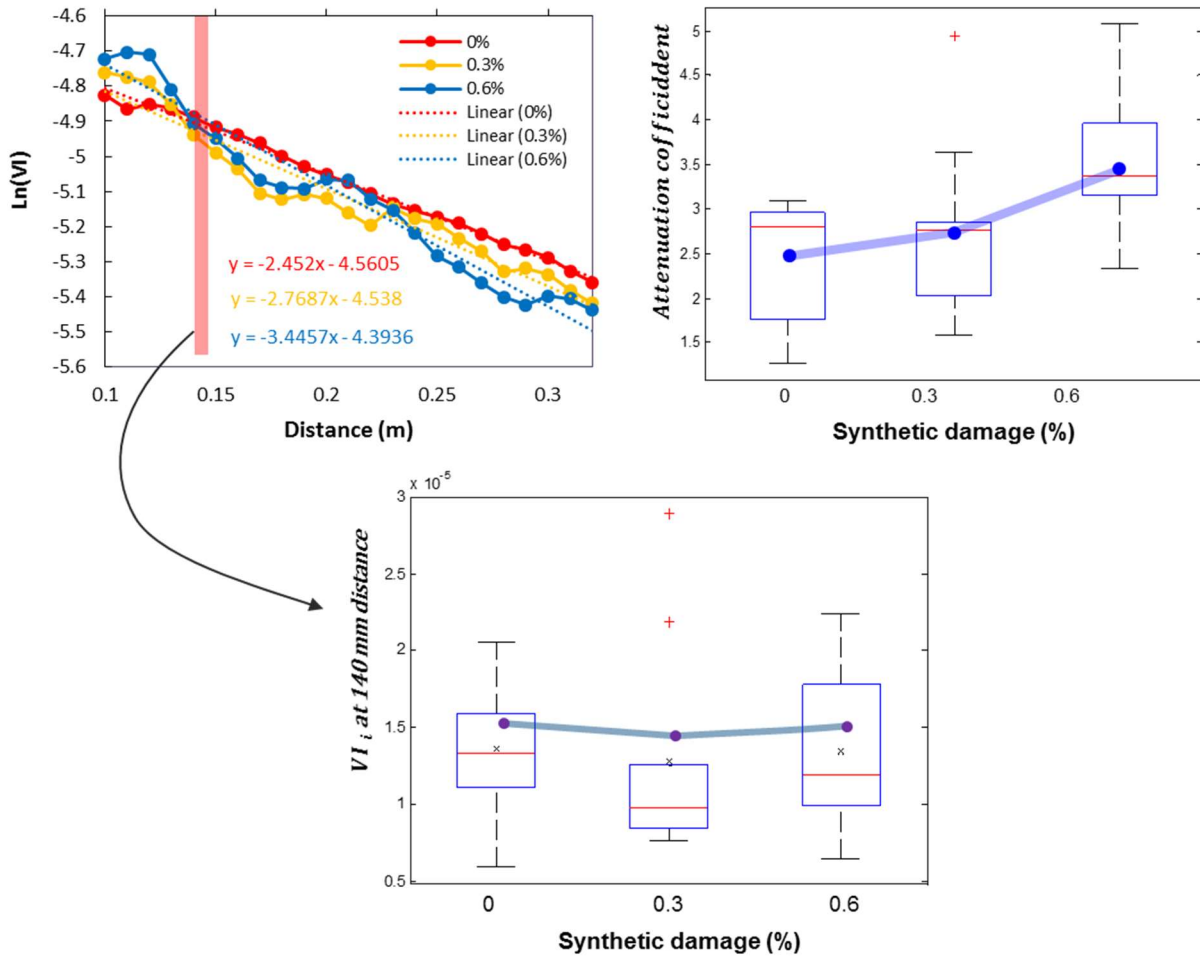 -4.6
-4.7
-4.8
-4.9
-5
-5.1
-5.2
-5.3
-5.4
-5.5
-5.6
Ln(VI)
0%
0.3%
0.6%
Linear (0%)
Linear (0.3%)
Linear (0.6%)
y = -2.452x - 4.5605
y = -2.7687x - 4.538
y = -3.4457x - 4.3936
0.1 0.15 0.2 0.25 0.3
Distance (m)
5
4.5
4
3.5
3
2.5
2
1.5
Attenuation cofficiddent
0 0.3 0.6
Synthetic damage (%)
x 10-5
3
2.5
2
1.5
1
0.5
VI i at 140 mm distance
0 0.3 0.6
Synthetic damage (%)